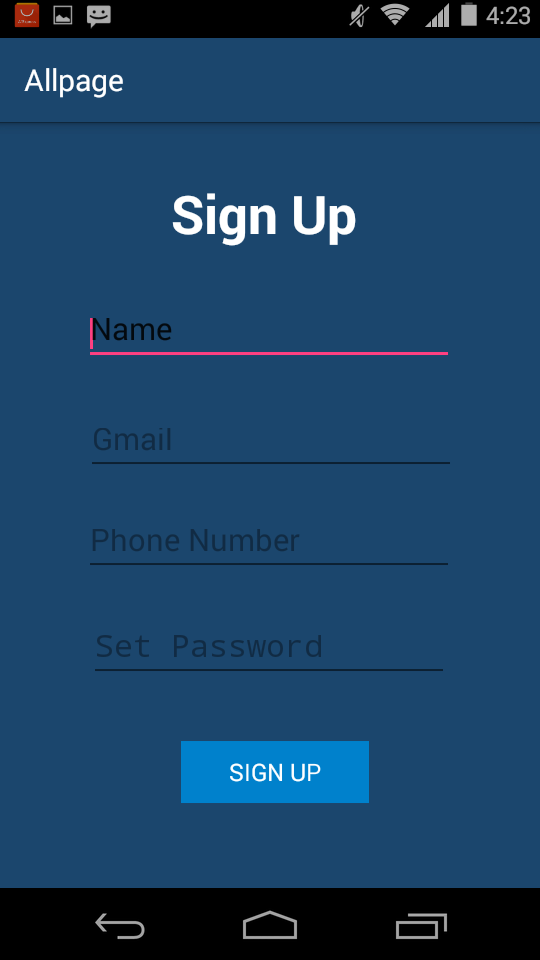 4:23
Allpage
Sign Up
Name
Gmail
Phone Number
Set Password
SIGN UP